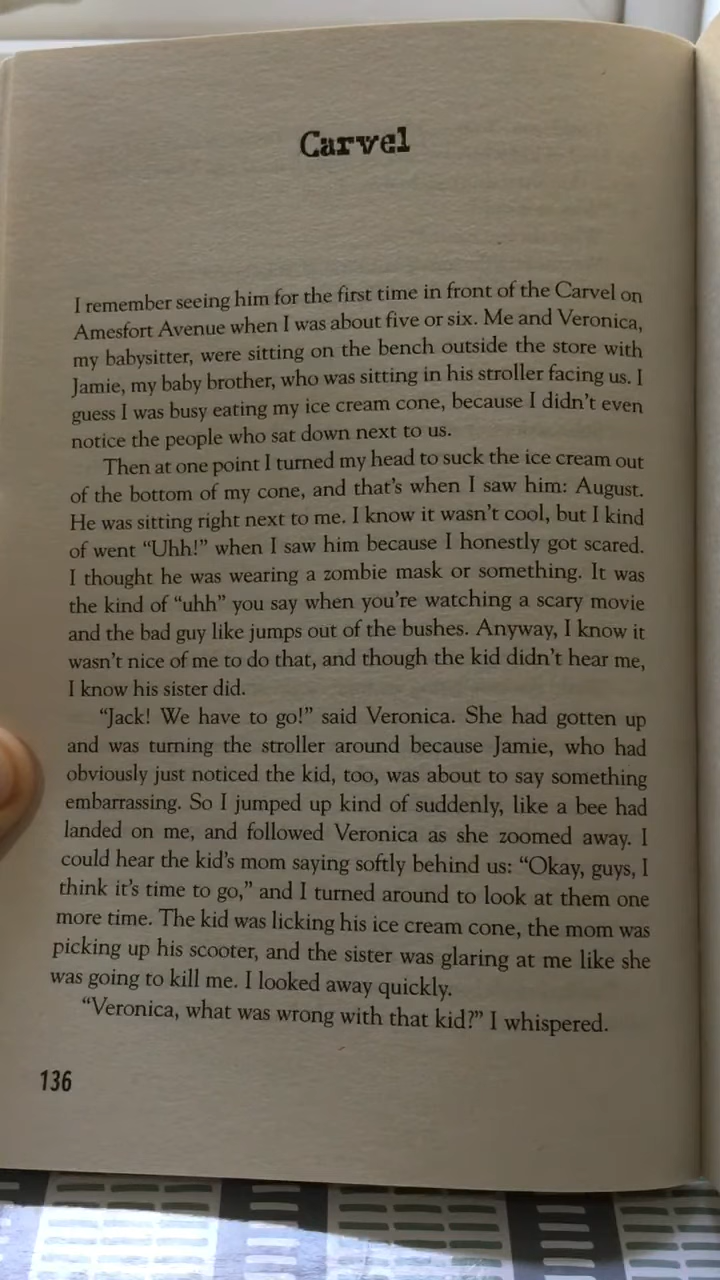 Carvel
I remember seeing him for the first time in front of the Carvel on
Amesfort Avenue when I was about five or six. Me and Veronica,
my babysitter, were sitting on the bench outside the store with
Jamie, my baby brother, who was sitting in his stroller facing us. I
guess I was busy eating my ice cream cone, because I didn't even
notice the people who sat down next to us.
Then at one point I turned my head to suck the ice cream out
of the bottom of my cone, and that's when I saw him: August.
He was sitting right next to me. I know it wasn't cool, but I kind
of went “Uhh!” when I saw him because I honestly got scared.
I thought he was wearing a zombie mask or something. It was
the kind of “uhh” you say when you're watching a scary movie
and the bad guy like jumps out of the bushes. Anyway, I know it
wasn't nice of me to do that, and though the kid didn't hear me,
I know his sister did.
“Jack! We have to go!” said Veronica. She had gotten up
and was turning the stroller around because Jamie, who had
obviously just noticed the kid, too, was about to say something
embarrassing. So I jumped up kind of suddenly, like a bee had
landed on me, and followed Veronica as she zoomed away. I
could hear the kid's mom saying softly behind us: “Okay, guys, I
think it's time to go,” and I turned around to look at them one
more time. The kid was licking his ice cream cone, the mom was
picking up his scooter, and the sister was glaring at me like she
was going to kill me. I looked away quickly.
“Veronica, what was wrong with that kid?” I whispered.
136